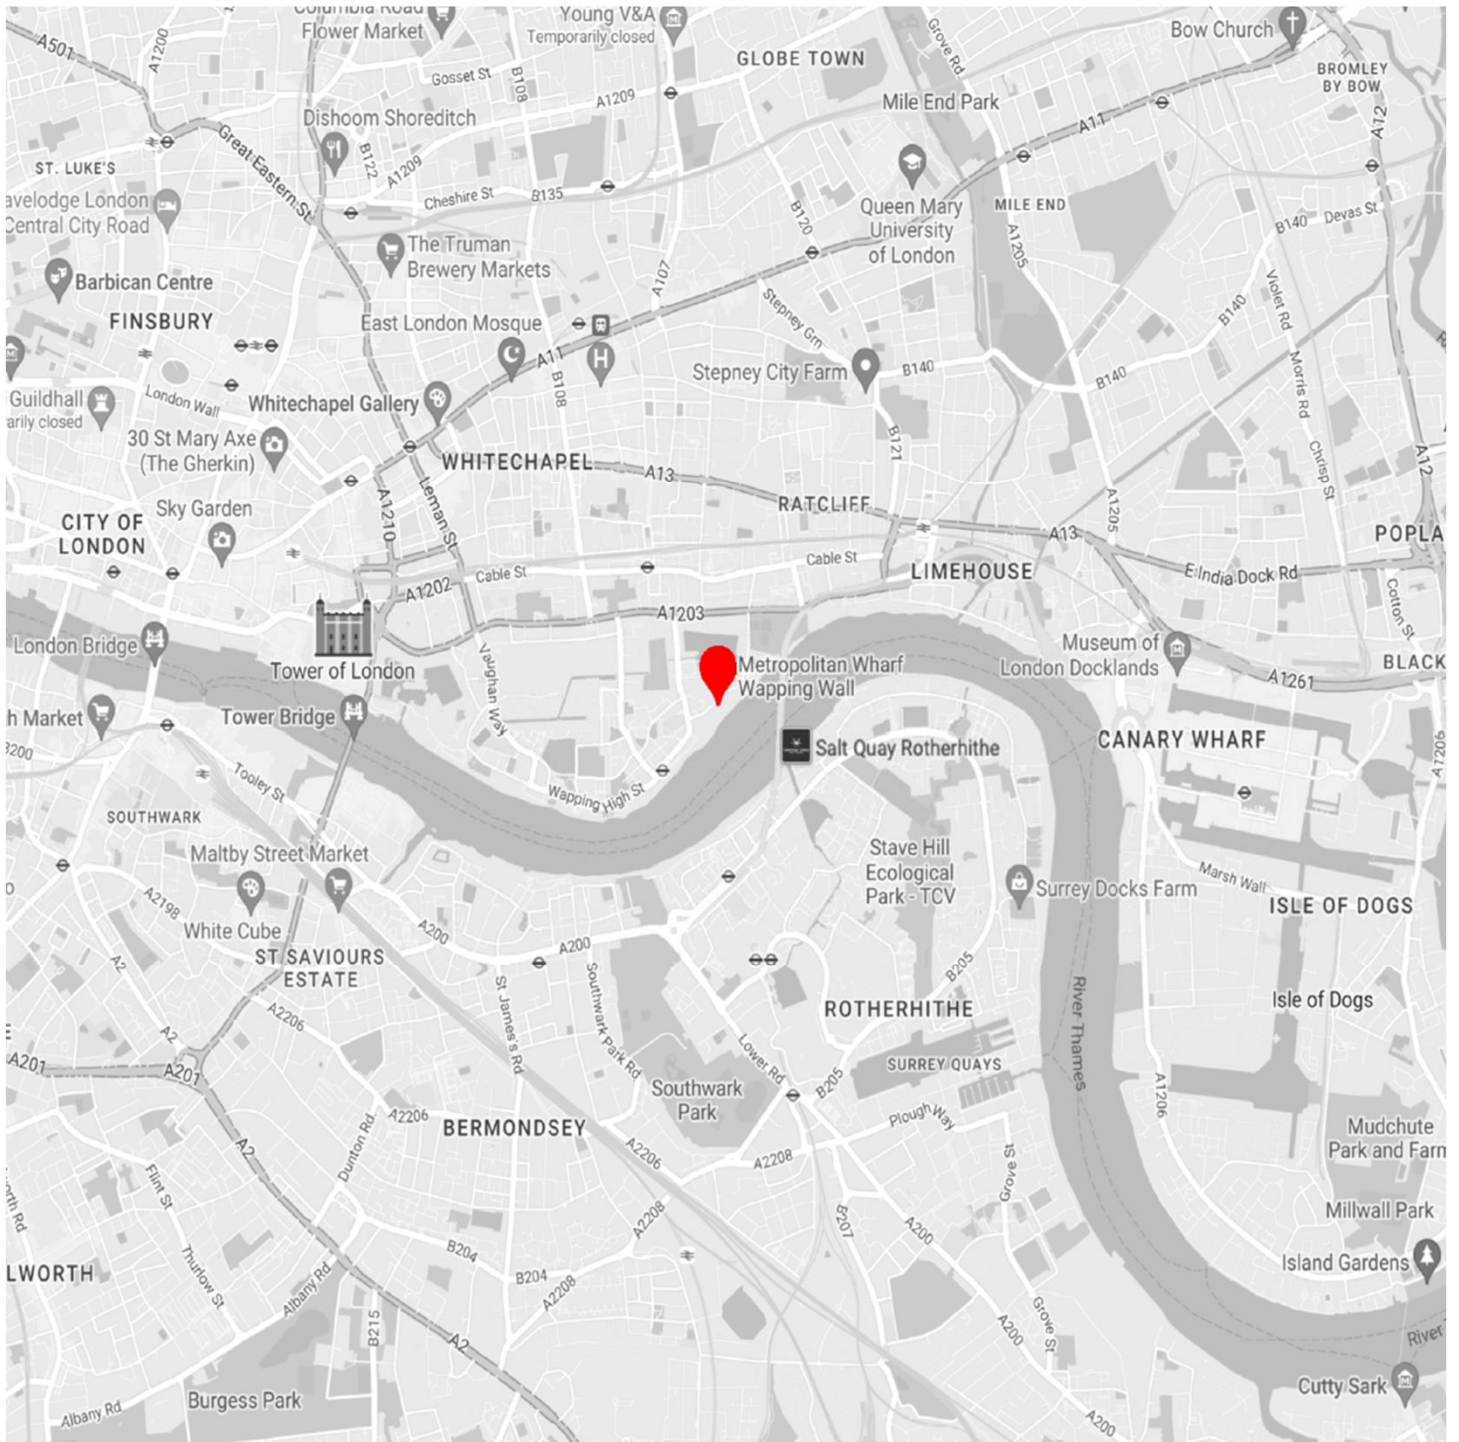 Columbia Road
Flower Market
Young V&A
Temporarily closed
Bow Church
A501
A1200
Gosset St
B108
GLOBE TOWN
Grove Rd
BROMLEY
BY BOW
A1209
Mile End Park
A11
A12
Dishoom Shoreditch
Great Eastern St
B122
A1209
ST. LUKE'S
Cheshire St
B135
B120
Queen Mary
University
of London
MILE END
A1205
B140
Devas St
avelodge London
Central City Road
The Truman
Brewery Markets
A107
Barbican Centre
Stepney Grn
Violet Rd
B140
FINSBURY
East London Mosque
A11
H
B108
Stepney City Farm
B140
B140
Morris Rd
London Wall
Guildhall
arily closed
Whitechapel Gallery
30 St Mary Axe
(The Gherkin)
B121
Chrisp St
A12
WHITECHAPEL
A13
RATCLIFF
A1205
Sky Garden
A1210
Leman St
CITY OF
LONDON
A13
POPLA
Cable St
Cable St
LIMEHOUSE
E India Dock Rd
A1202
A1203
Cotton St
London Bridge
Tower of London
Museum of
London Docklands
BLACK
Metropolitan Wharf
Wapping Wall
A1261
Vaughan Way
h Market
Tower Bridge
Salt Quay Rotherhithe
CANARY WHARF
A1206
3200
Tooley St
Wapping High St
SOUTHWARK
Maltby Street Market
Stave Hill
Ecological
Park - TCV
Marsh Wall
Surrey Docks Farm
ISLE OF DOGS
A2198
White Cube
A200
A200
ST SAVIOURS
ESTATE
A2
St James's Rd
Southwark Park Rd
B205
River Thames
Isle of Dogs
A2206
ROTHERHITHE
A2
Lower Rd
A201
A201
SURREY QUAYS
Southwark
Park
B205
A1206
A2206
Plough Way
BERMONDSEY
Mudchute
Park and Farm
Dunton Rd
A2
A2206
A2208
Grove St
Flint St
orth Rd
Millwall Park
A2208
B207
A200
B204
Island Gardens
LWORTH
Thurlow St
Albany Rd
B204
A2208
B215
A2
A200
Grove St
River
Cutty Sark
Burgess Park
Albany Rd
A200